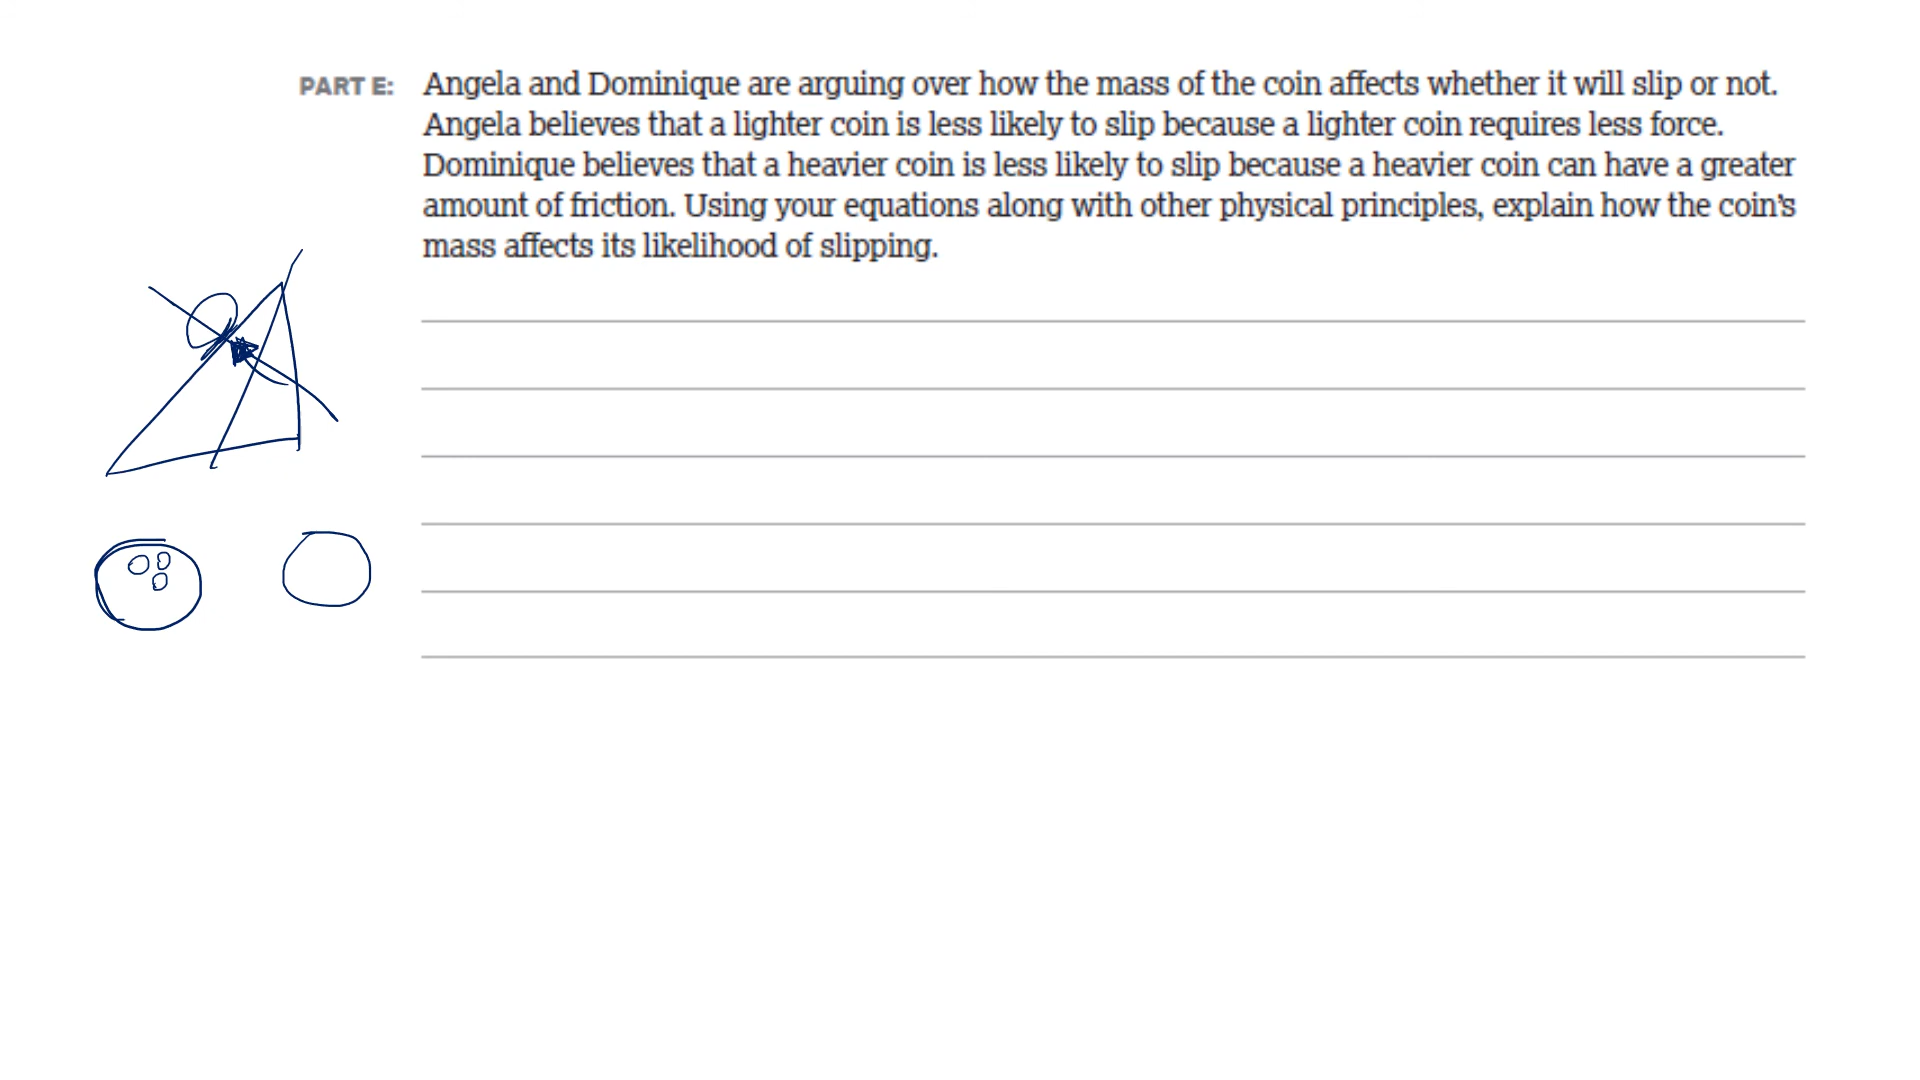 PART E: Angela and Dominique are arguing over how the mass of the coin affects whether it will slip or not.
Angela believes that a lighter coin is less likely to slip because a lighter coin requires less force.
Dominique believes that a heavier coin is less likely to slip because a heavier coin can have a greater
amount of friction. Using your equations along with other physical principles, explain how the coin's
mass affects its likelihood of slipping.